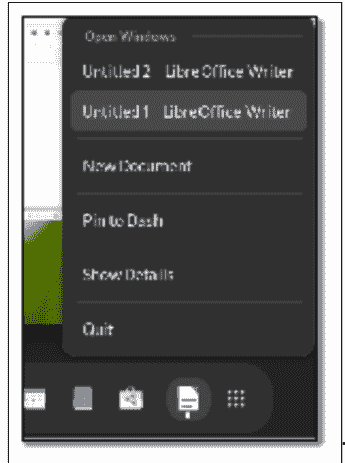 Open Windows
Untitled 2 LibreOffice Writer
Untitled 1 LibreOffice Writer
New Document
Pin to Dash
Show Details
Quit